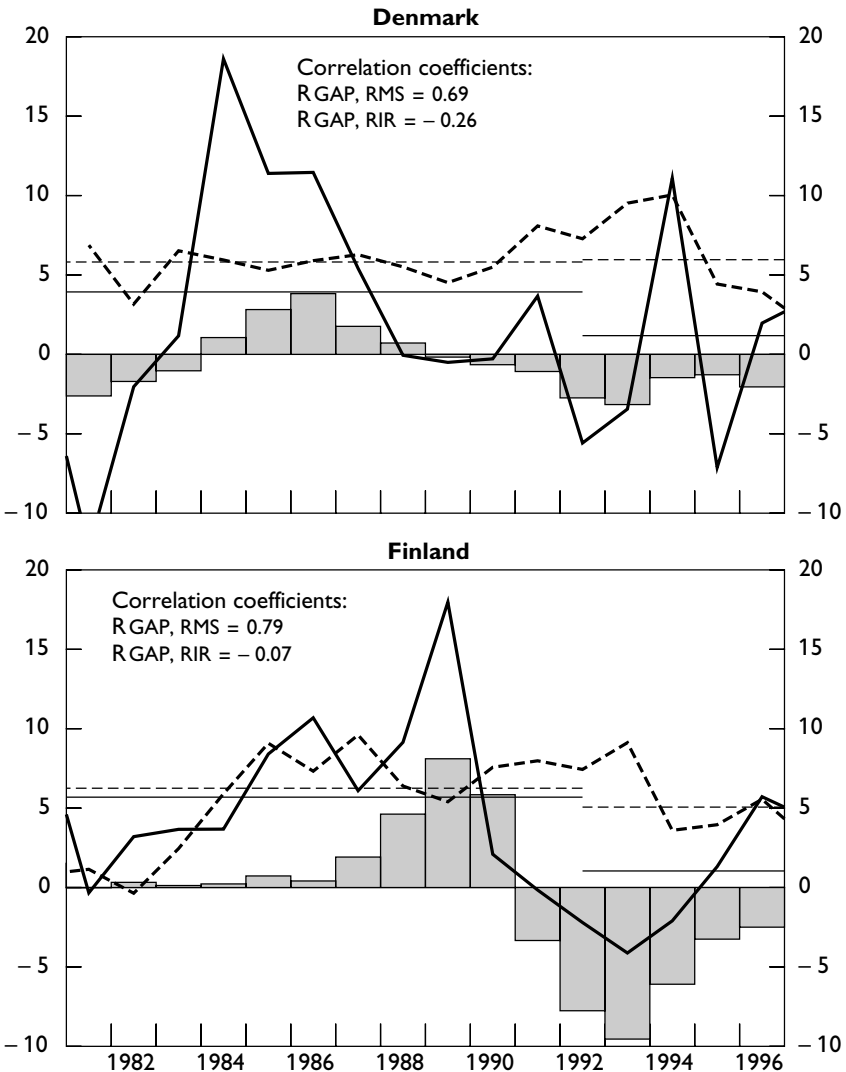 Denmark
20 20
Correlation coefficients:
R GAP, RMS = 0.69
R GAP, RIR = – 0.26
15 15
10 10
5 5
0 0
– 5 – 5
– 10 – 10
Finland
20 20
Correlation coefficients:
R GAP, RMS = 0.79
R GAP, RIR = – 0.07
15 15
10 10
5 5
0 0
– 5 – 5
– 10 – 10
1982 1984 1986 1988 1990 1992 1994 1996